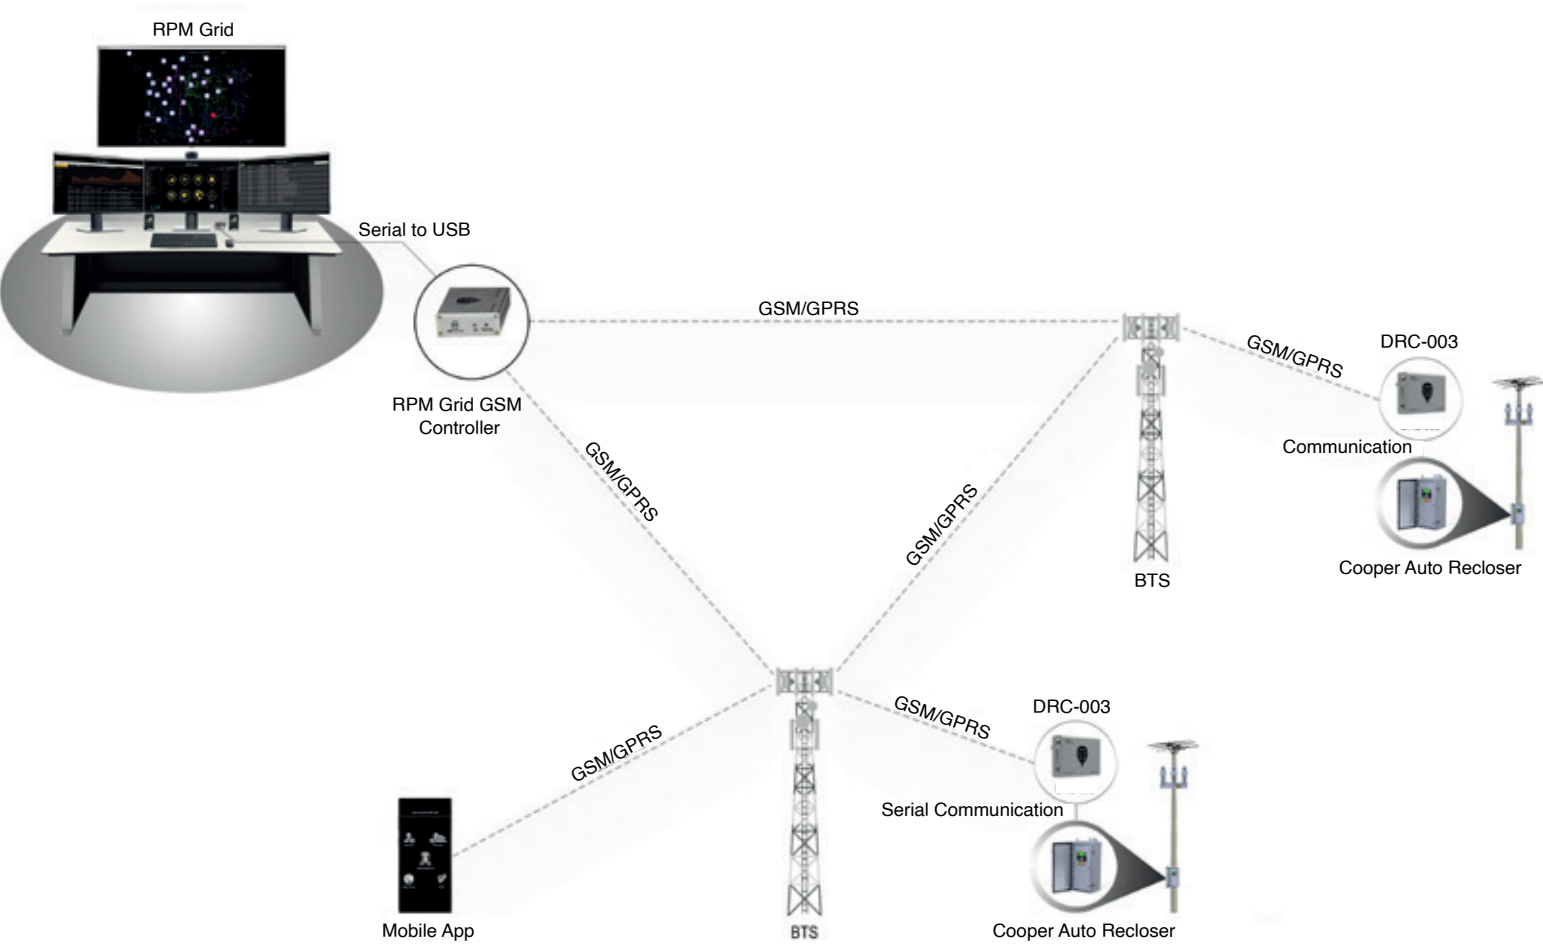 RPM Grid
Serial to USB
GSM/GPRS
RPM Grid GSM
Controller
GSM/GPRS
GSM/GPRS
GSM/GPRS
DRC-003
Communication
Cooper Auto Recloser
BTS
GSM/GPRS
GSM/GPRS
DRC-003
Serial Communication
Cooper Auto Recloser
BTS
Mobile App